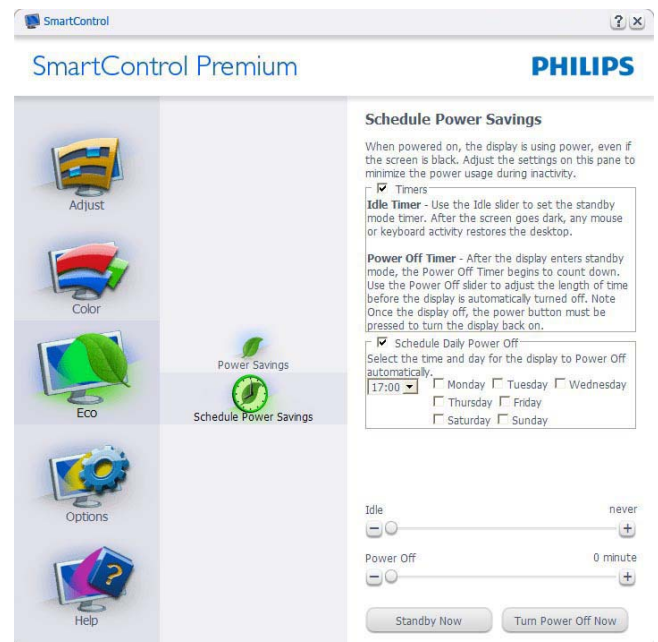 SmartControl
SmartControl Premium
PHILIPS
Adjust
Color
Eco
Options
Help
Power Savings
Schedule Power Savings
Schedule Power Savings
When powered on, the display is using power, even if
the screen is black. Adjust the settings on this pane to
minimize the power usage during inactivity.
Timers
Idle Timer - Use the Idle slider to set the standby
mode timer. After the screen goes dark, any mouse
or keyboard activity restores the desktop.
Power Off Timer - After the display enters standby
mode, the Power Off Timer begins to count down.
Use the Power Off slider to adjust the length of time
before the display is automatically turned off. Note
Once the display off, the power button must be
pressed to turn the display back on.
Schedule Daily Power Off
Select the time and day for the display to Power Off
automatically.
17:00 Monday Tuesday Wednesday
Thursday Friday
Saturday Sunday
Idle never
Power Off 0 minute
Standby Now Turn Power Off Now